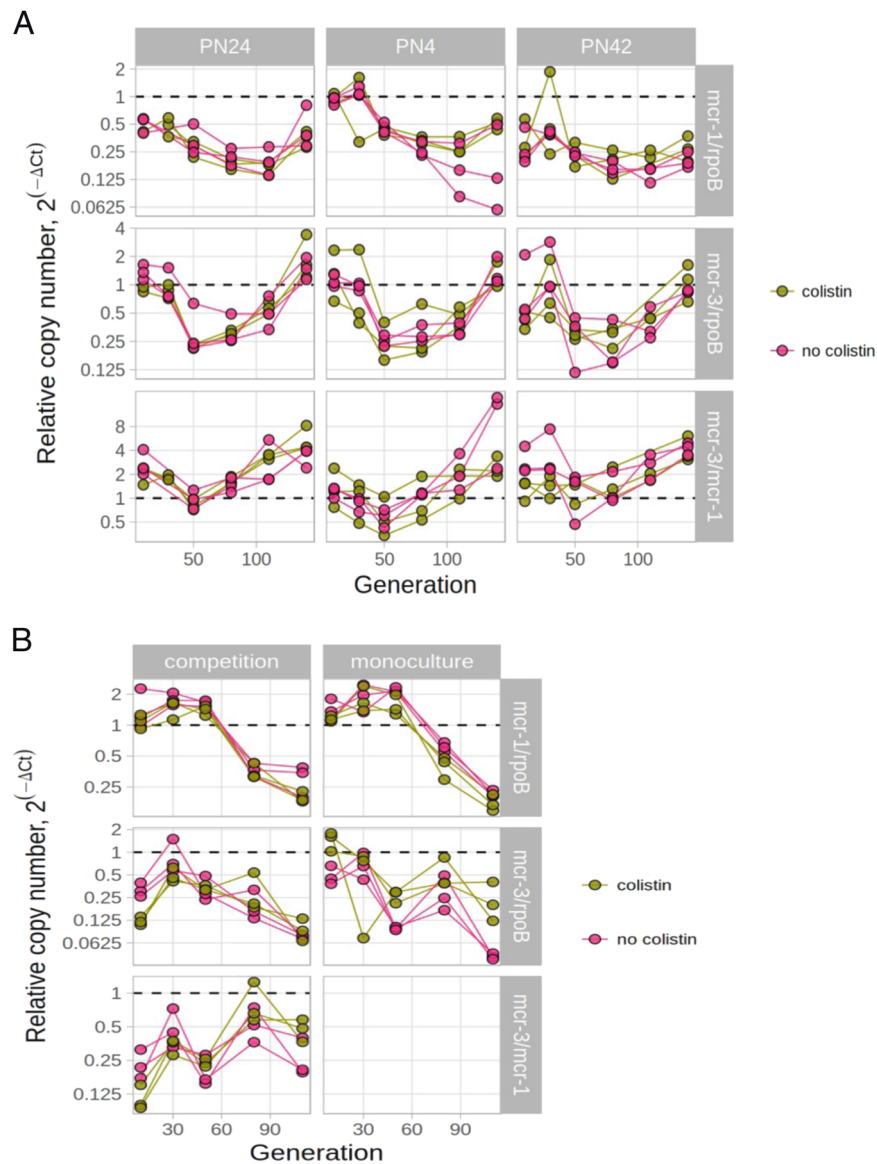 A
PN24 PN4 PN42
2
1
0.5
0.25
0.125
0.0625
mcr-1/rpoB
4
2
1
0.5
0.25
0.125
mcr-3/rpoB
8
4
2
1
0.5
mcr-3/mcr-1
Relative copy number, 2^(−ΔCt)
50 100 50 100 50 100
Generation
colistin
no colistin
B
competition monoculture
2
1
0.5
0.25
mcr-1/rpoB
2
1
0.5
0.25
0.125
0.0625
mcr-3/rpoB
1
0.5
0.25
0.125
mcr-3/mcr-1
Relative copy number, 2^(−ΔCt)
30 60 90 30 60 90
Generation
colistin
no colistin